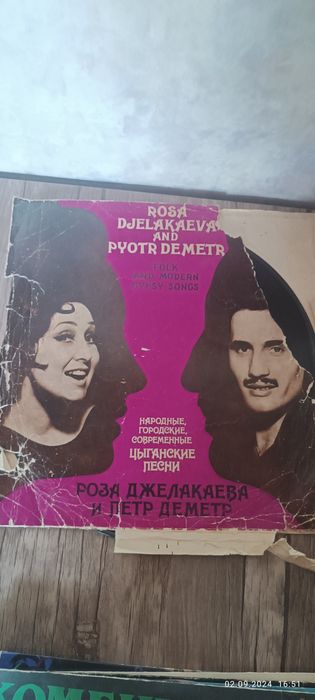 ROSA
DJELAKAEVA
AND
PYOTR DEMETR
FOLK
AND MODERN
GYPSY SONGS
НАРОДНЫЕ,
ГОРОДСКИЕ,
СОВРЕМЕННЫЕ
ЦЫГАНСКИЕ
ПЕСНИ
РОЗА ДЖЕЛАКАЕВА
И ПЕТР ДЕМЕТР
02.09.2024 16:51